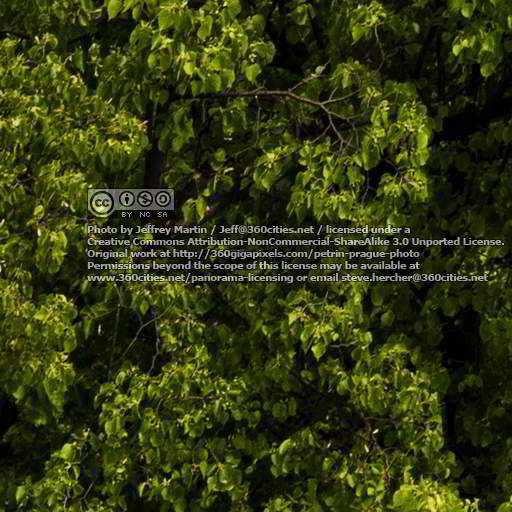 cc
BY NC SA
Photo by Jeffrey Martin / Jeff@360cities.net / licensed under a
Creative Commons Attribution-NonCommercial-ShareAlike 3.0 Unported License.
Original work at http://360gigapixels.com/petrin-prague-photo
Permissions beyond the scope of this license may be available at
www.360cities.net/panorama-licensing or email steve.hercher@360cities.net